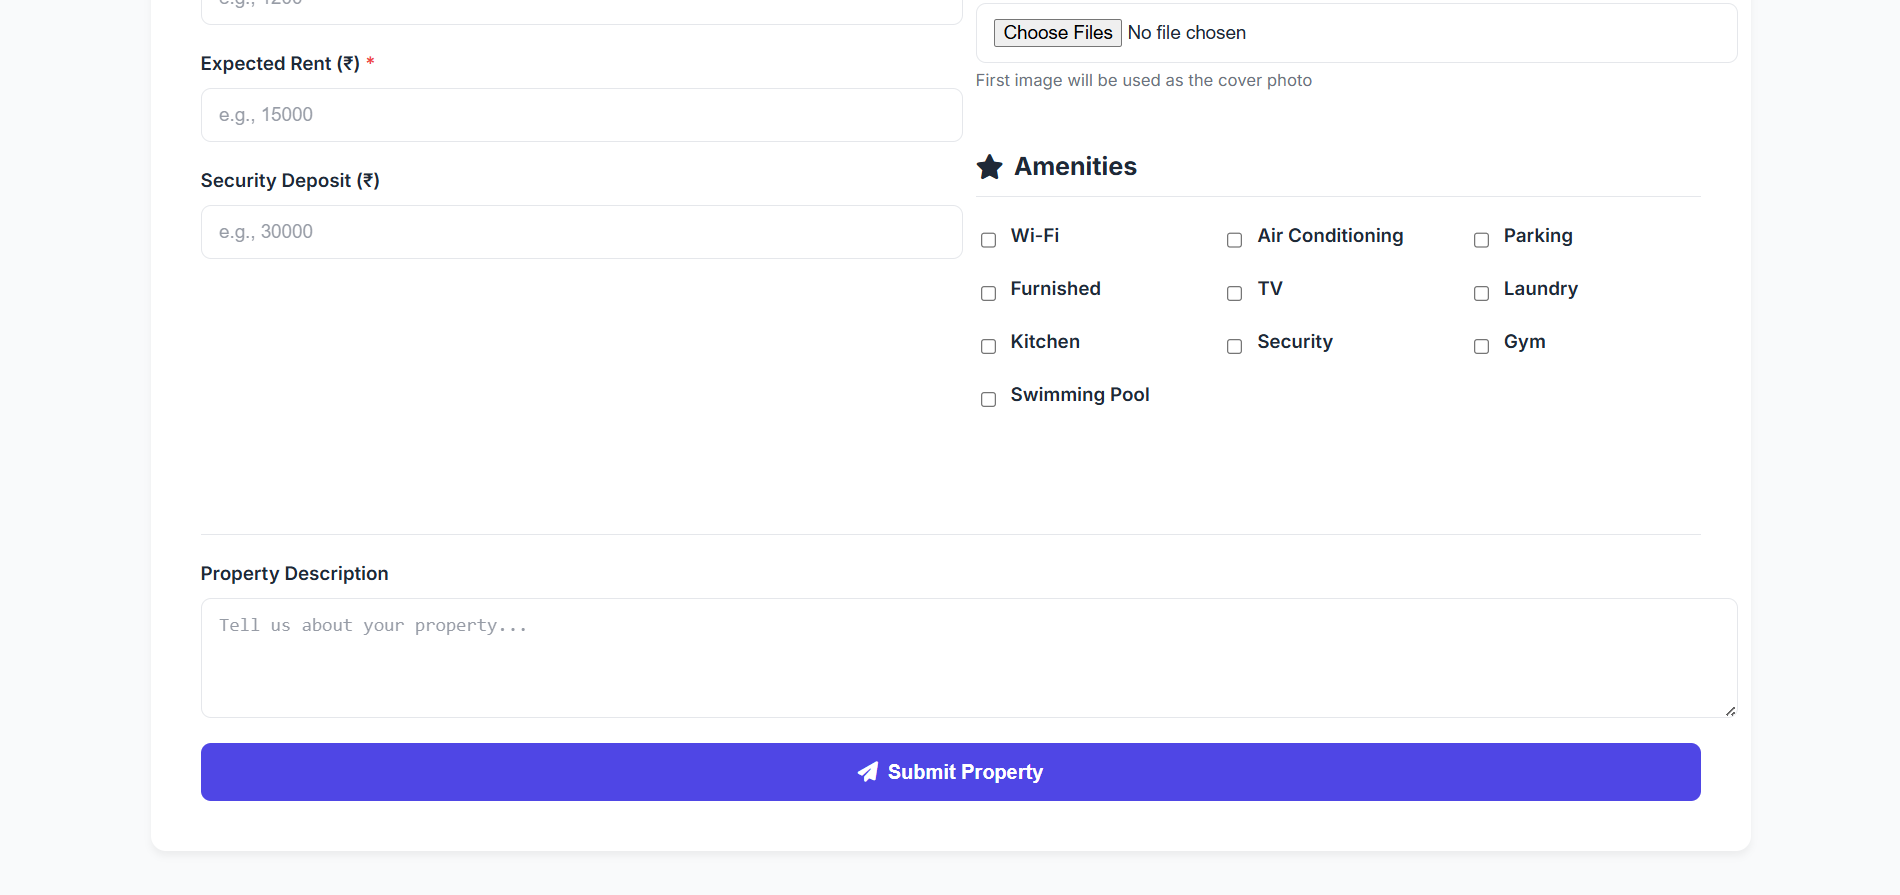 e.g., 1200
Expected Rent (₹) *
e.g., 15000
Security Deposit (₹)
e.g., 30000
Choose Files No file chosen
First image will be used as the cover photo
Amenities
Wi-Fi Air Conditioning Parking
Furnished TV Laundry
Kitchen Security Gym
Swimming Pool
Property Description
Tell us about your property...
Submit Property